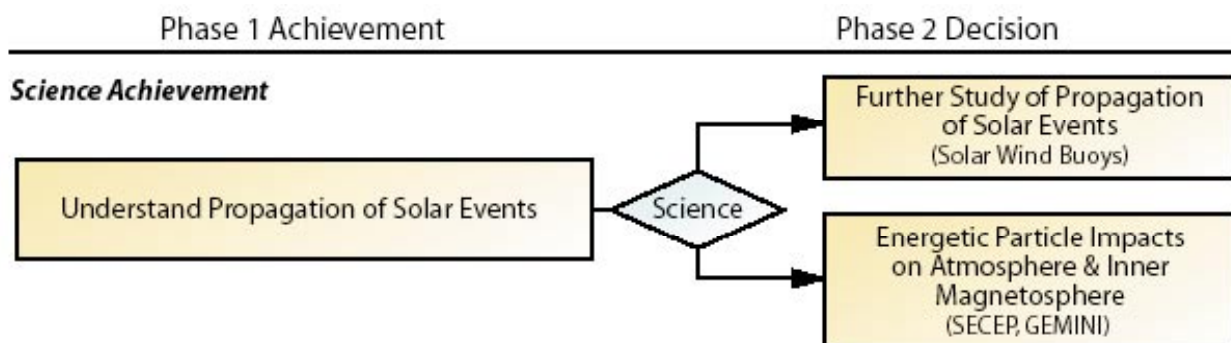 Phase 1 Achievement
Phase 2 Decision
Science Achievement
Understand Propagation of Solar Events
Science
Further Study of Propagation
of Solar Events
(Solar Wind Buoys)
Energetic Particle Impacts
on Atmosphere & Inner
Magnetosphere
(SECEP, GEMINI)